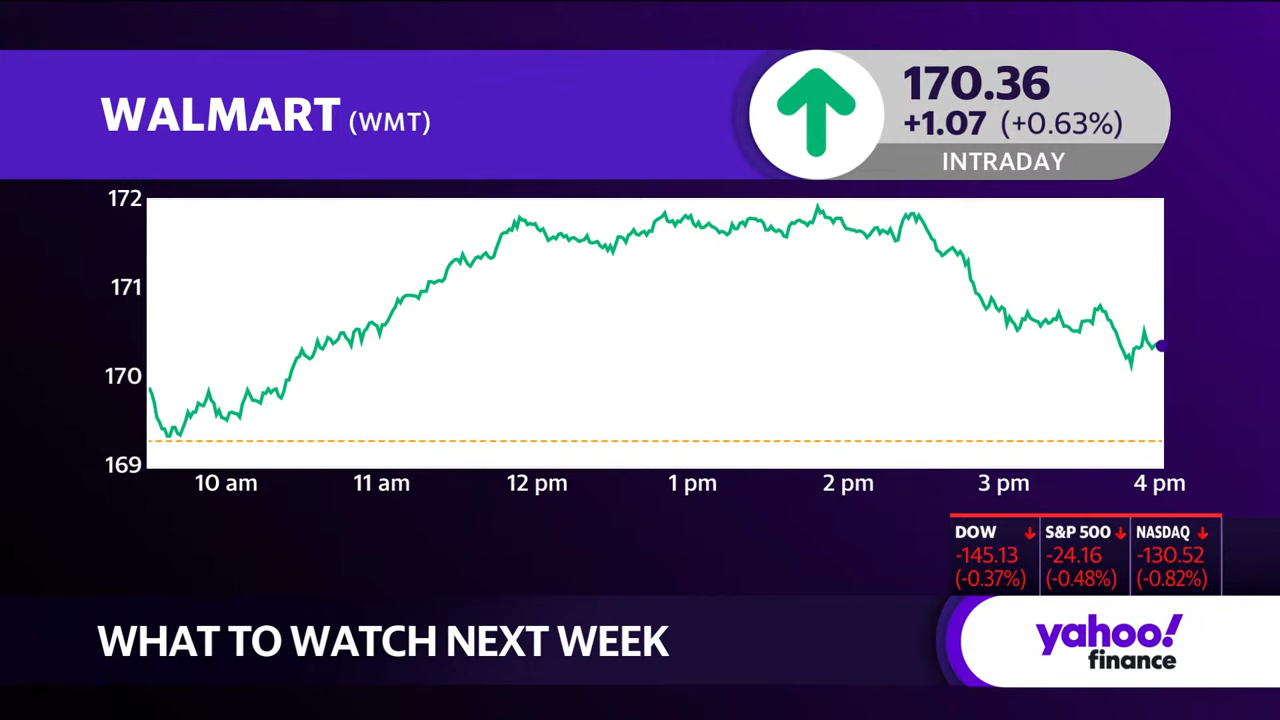 WALMART (WMT)
170.36
+1.07 (+0.63%)
INTRADAY
172
171
170
169
10 am 11 am 12 pm 1 pm 2 pm 3 pm 4 pm
DOW S&P 500 NASDAQ
-145.13 -24.16 -130.52
(-0.37%) (-0.48%) (-0.82%)
WHAT TO WATCH NEXT WEEK
yahoo!
finance